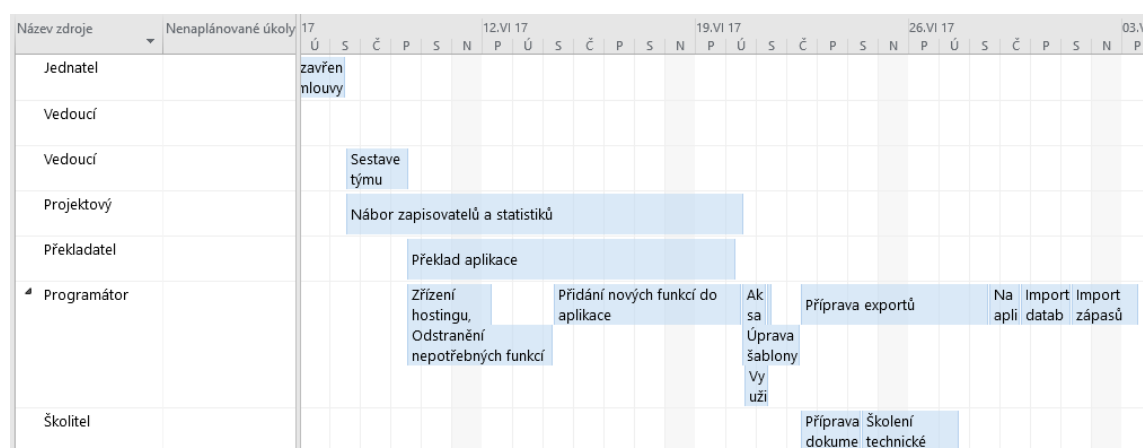 Název zdroje Nenaplánované úkoly 17 12.VI 17 19.VI 17 26.VI 17 03.V
Ú S Č P S N P Ú S Č P S N P Ú S Č P S N P Ú S Č P S N P
Jednatel zavřen
mlouvy
Vedoucí
Vedoucí Sestave
týmu
Projektový Nábor zapisovatelů a statistiků
Překladatel Překlad aplikace
Programátor Zřízení
hostingu,
Přidání nových funkcí do
aplikace
Ak
sa
Příprava exportů
Na
apli
Import
datab
Import
zápasů
Odstranění
nepotřebných funkcí
Úprava
šablony
Vy
uži
Školitel Příprava
dokume
Školení
technické